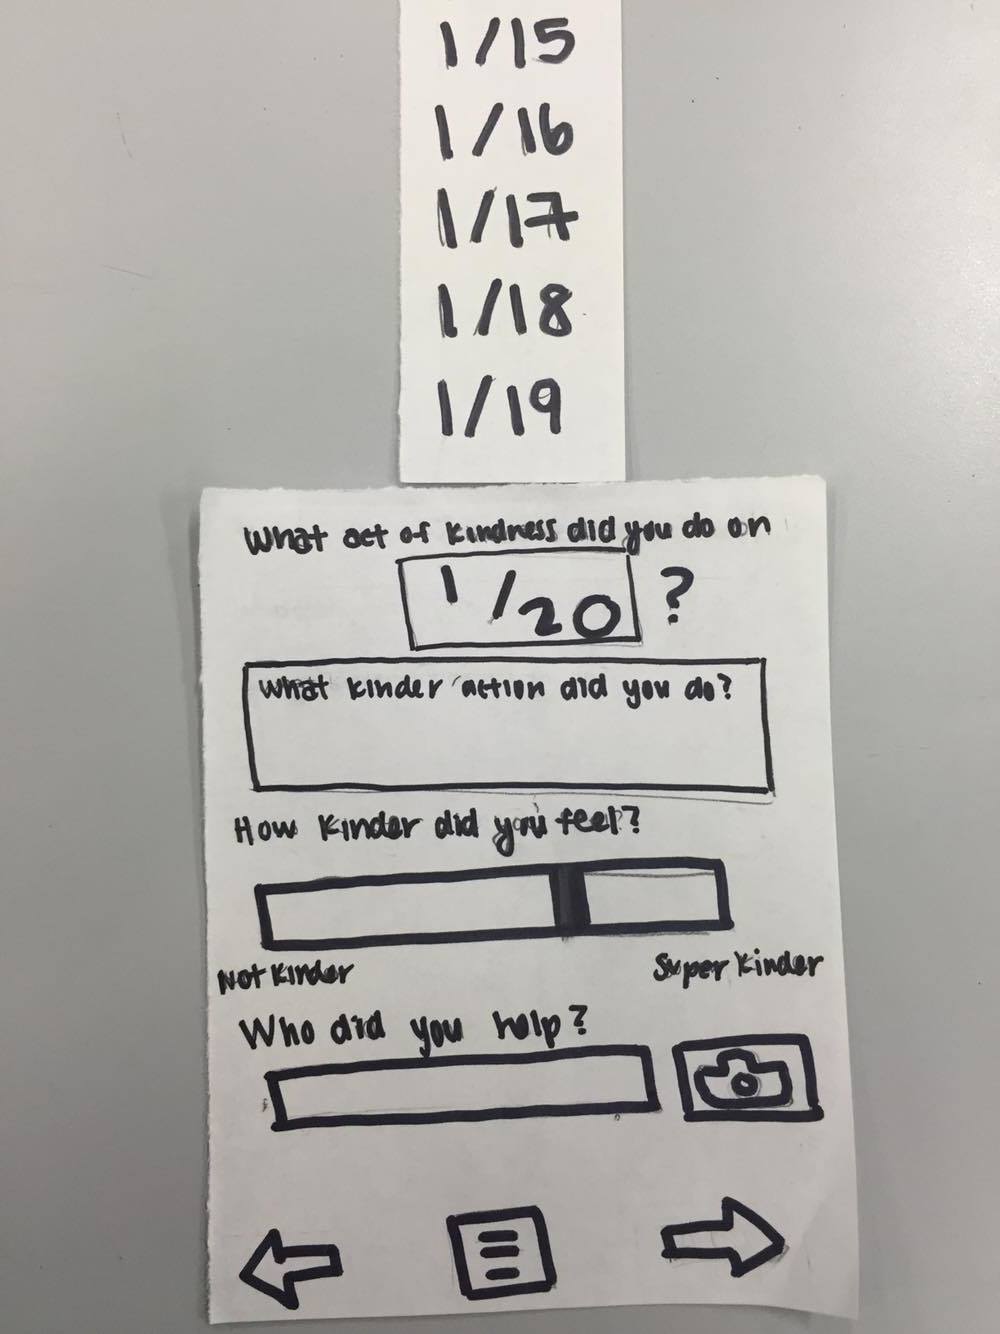 1/15
1/16
1/17
1/18
1/19
What act of kindness did you do on
1/20 ?
What kinder action did you do?
How kinder did you feel?
Not kinder Super kinder
Who did you help?